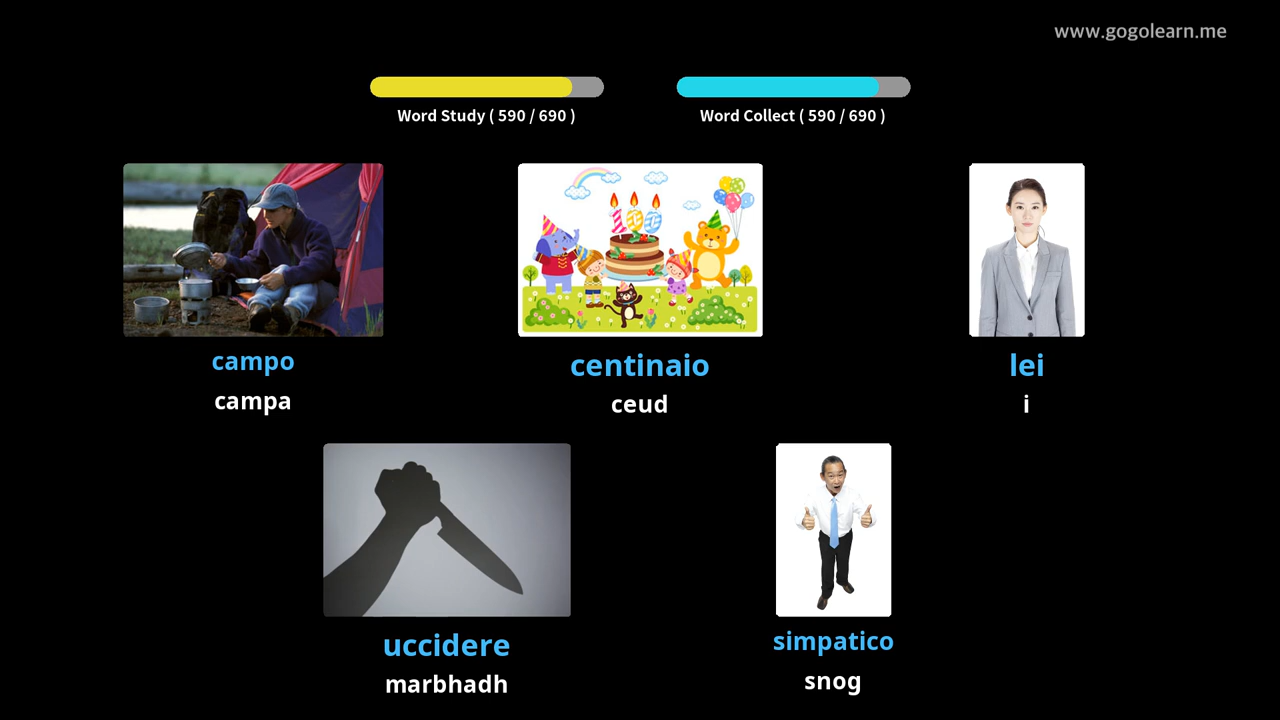 www.gogolearn.me
Word Study ( 590 / 690 )
Word Collect ( 590 / 690 )
100
campo
campa
centinaio
ceud
lei
i
uccidere
marbhadh
simpatico
snog